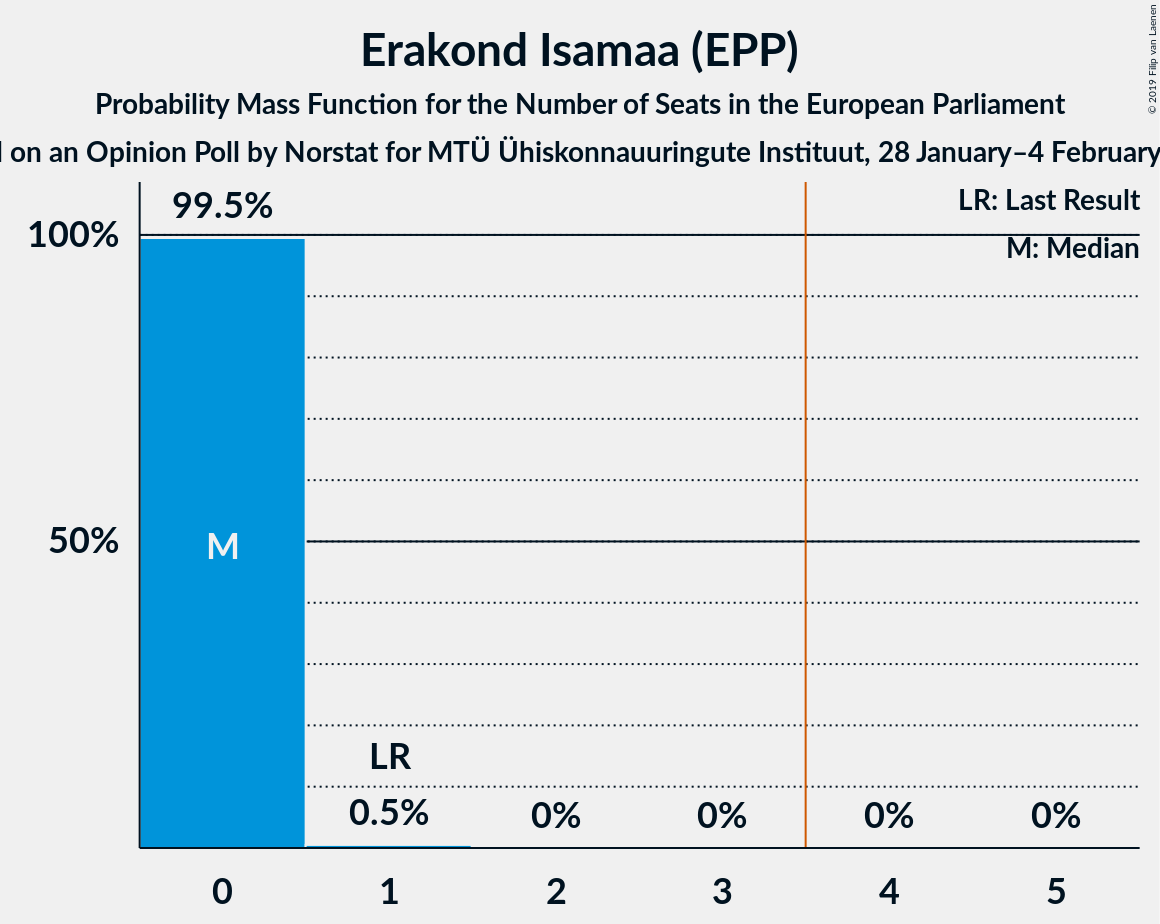 Erakond Isamaa (EPP)
Probability Mass Function for the Number of Seats in the European Parliament
on an Opinion Poll by Norstat for MTÜ Ühiskonnauuringute Instituut, 28 January–4 February
© 2019 Filip van Laenen
LR: Last Result
M: Median
99.5%
100%
50%
M
LR
0.5%
0%
0%
0%
0%
0
1
2
3
4
5